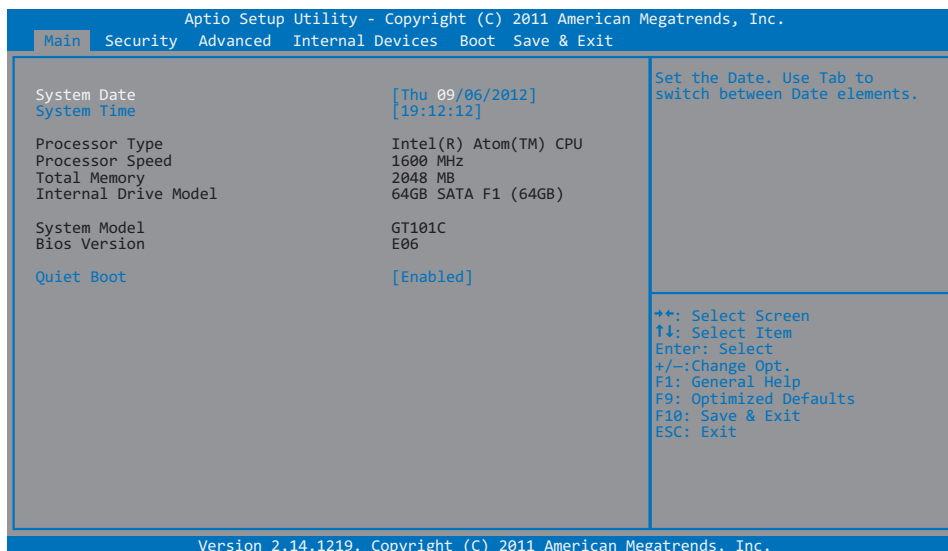 Aptio Setup Utility - Copyright (C) 2011 American Megatrends, Inc.
Main Security Advanced Internal Devices Boot Save & Exit
System Date [Thu 09/06/2012]
System Time [19:12:12]
Processor Type Intel(R) Atom(TM) CPU
Processor Speed 1600 MHz
Total Memory 2048 MB
Internal Drive Model 64GB SATA F1 (64GB)
System Model GT101C
Bios Version E06
Quiet Boot [Enabled]
Set the Date. Use Tab to
switch between Date elements.
→←: Select Screen
↑↓: Select Item
Enter: Select
+/—:Change Opt.
F1: General Help
F9: Optimized Defaults
F10: Save & Exit
ESC: Exit
Version 2.14.1219. Copyright (C) 2011 American Megatrends, Inc.